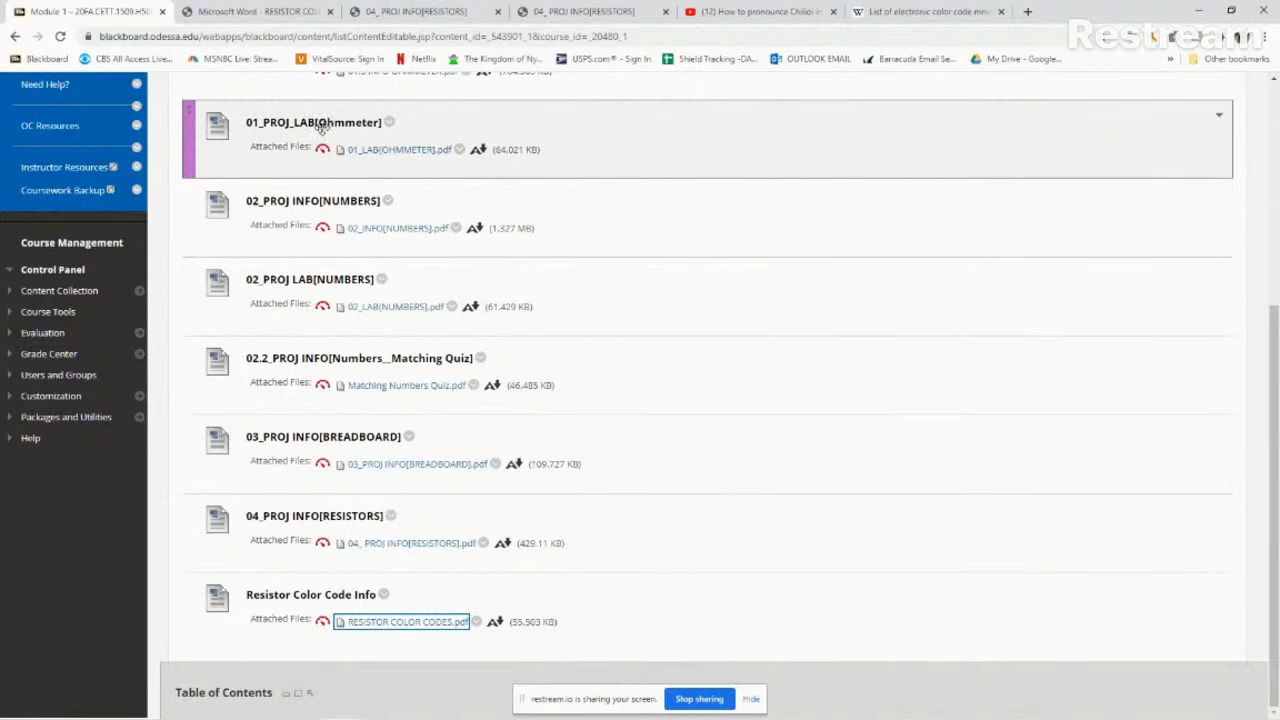 Module 1 – 20FA.CETT.1509.H50
Microsoft Word - RESISTOR COL
04_ PROJ INFO[RESISTORS]
04_ PROJ INFO[RESISTORS]
(12) How to pronounce
List of electronic color code mn
blackboard.odessa.edu/webapps/blackboard/content/listContentEditable.jsp?content_id=_543901_1&course_id=_20480_1
Restream
Blackboard
CBS All Access Live...
MSNBC Live: Strea...
VitalSource: Sign In
Netflix
The Kingdom of Ny...
USPS.com® - Sign In
Shield Tracking -DA...
OUTLOOK EMAIL
Barracuda Email Se...
My Drive - Google...
»
Other bookmarks
Need Help?
OC Resources
Instructor Resources
Coursework Backup
Course Management
Control Panel
Content Collection
Course Tools
Evaluation
Grade Center
Users and Groups
Customization
Packages and Utilities
Help
01_PROJ_LAB[Ohmmeter]
Attached Files: 01_LAB[OHMMETER].pdf (64.021 KB)
02_PROJ INFO[NUMBERS]
Attached Files: 02_INFO[NUMBERS].pdf (1.327 MB)
02_PROJ LAB[NUMBERS]
Attached Files: 02_LAB[NUMBERS].pdf (61.429 KB)
02.2_PROJ INFO[Numbers__Matching Quiz]
Attached Files: Matching Numbers Quiz.pdf (46.485 KB)
03_PROJ INFO[BREADBOARD]
Attached Files: 03_PROJ INFO[BREADBOARD].pdf (109.727 KB)
04_PROJ INFO[RESISTORS]
Attached Files: 04_ PROJ INFO[RESISTORS].pdf (429.11 KB)
Resistor Color Code Info
Attached Files: RESISTOR COLOR CODES.pdf (55.503 KB)
Table of Contents
restream.io is sharing your screen.
Stop sharing
Hide